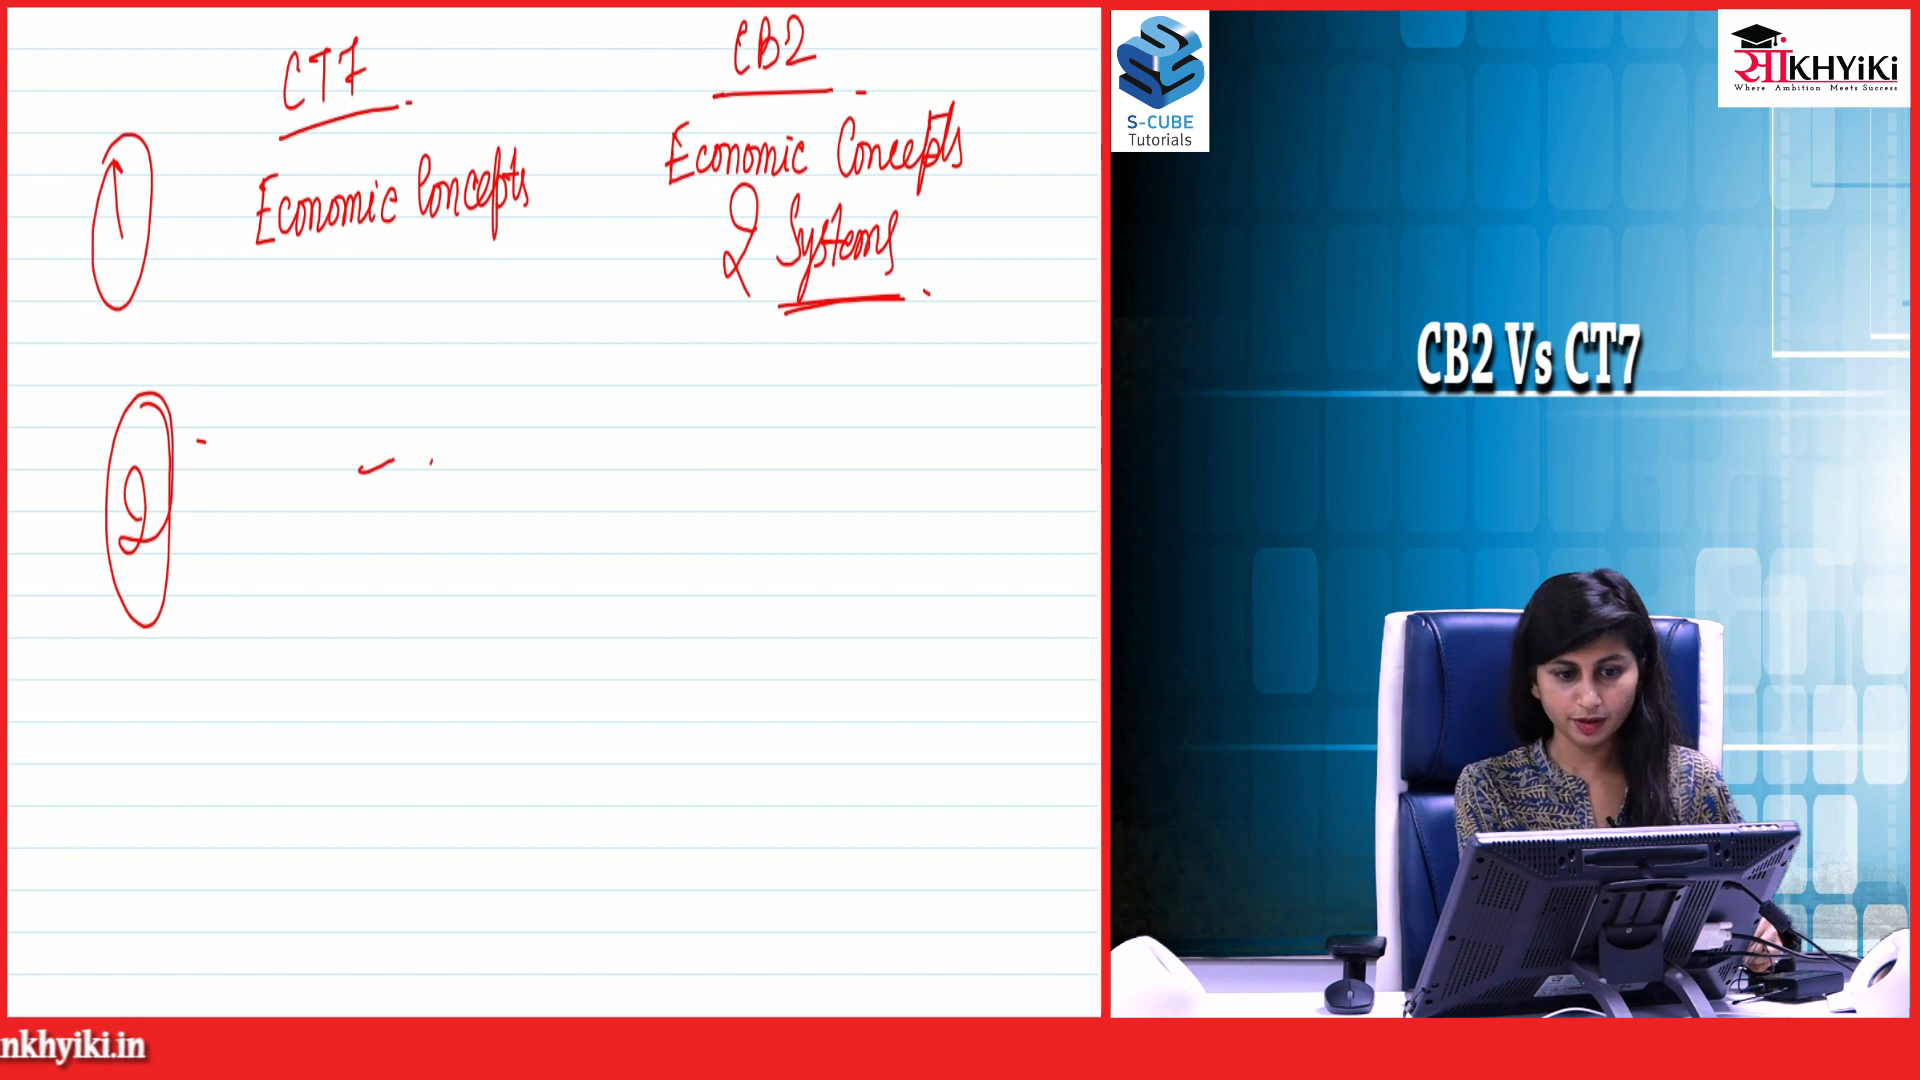 CT7
CB2
1
Economic Concepts
Economic Concepts
& Systems
2
S-CUBE
Tutorials
सांKHYiKi
Where Ambition Meets Success
CB2 Vs CT7
nkhyiki.in